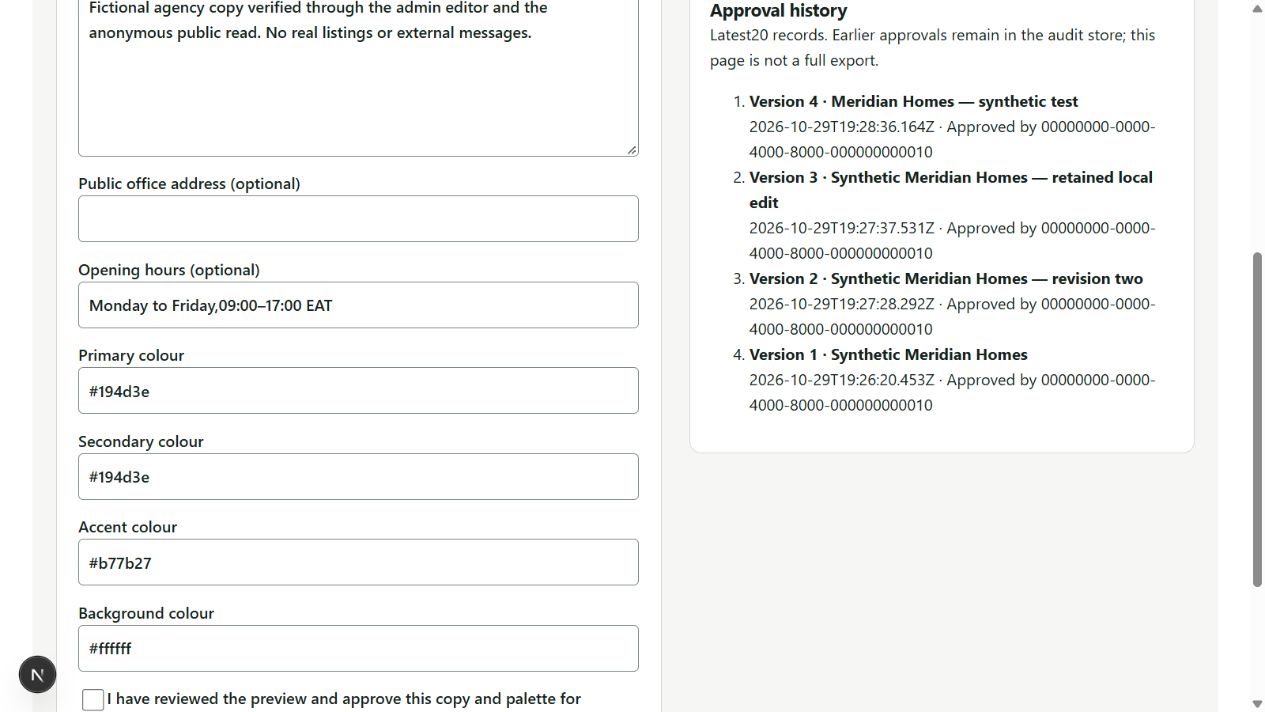 Fictional agency copy verified through the admin editor and the
anonymous public read. No real listings or external messages.
Public office address (optional)
Opening hours (optional)
Monday to Friday,09:00–17:00 EAT
Primary colour
#194d3e
Secondary colour
#194d3e
Accent colour
#b77b27
Background colour
#ffffff
I have reviewed the preview and approve this copy and palette for
N
Approval history
Latest20 records. Earlier approvals remain in the audit store; this
page is not a full export.
1. Version 4 · Meridian Homes — synthetic test
2026-10-29T19:28:36.164Z · Approved by 00000000-0000-
4000-8000-000000000010
2. Version 3 · Synthetic Meridian Homes — retained local
edit
2026-10-29T19:27:37.531Z · Approved by 00000000-0000-
4000-8000-000000000010
3. Version 2 · Synthetic Meridian Homes — revision two
2026-10-29T19:27:28.292Z · Approved by 00000000-0000-
4000-8000-000000000010
4. Version 1 · Synthetic Meridian Homes
2026-10-29T19:26:20.453Z · Approved by 00000000-0000-
4000-8000-000000000010